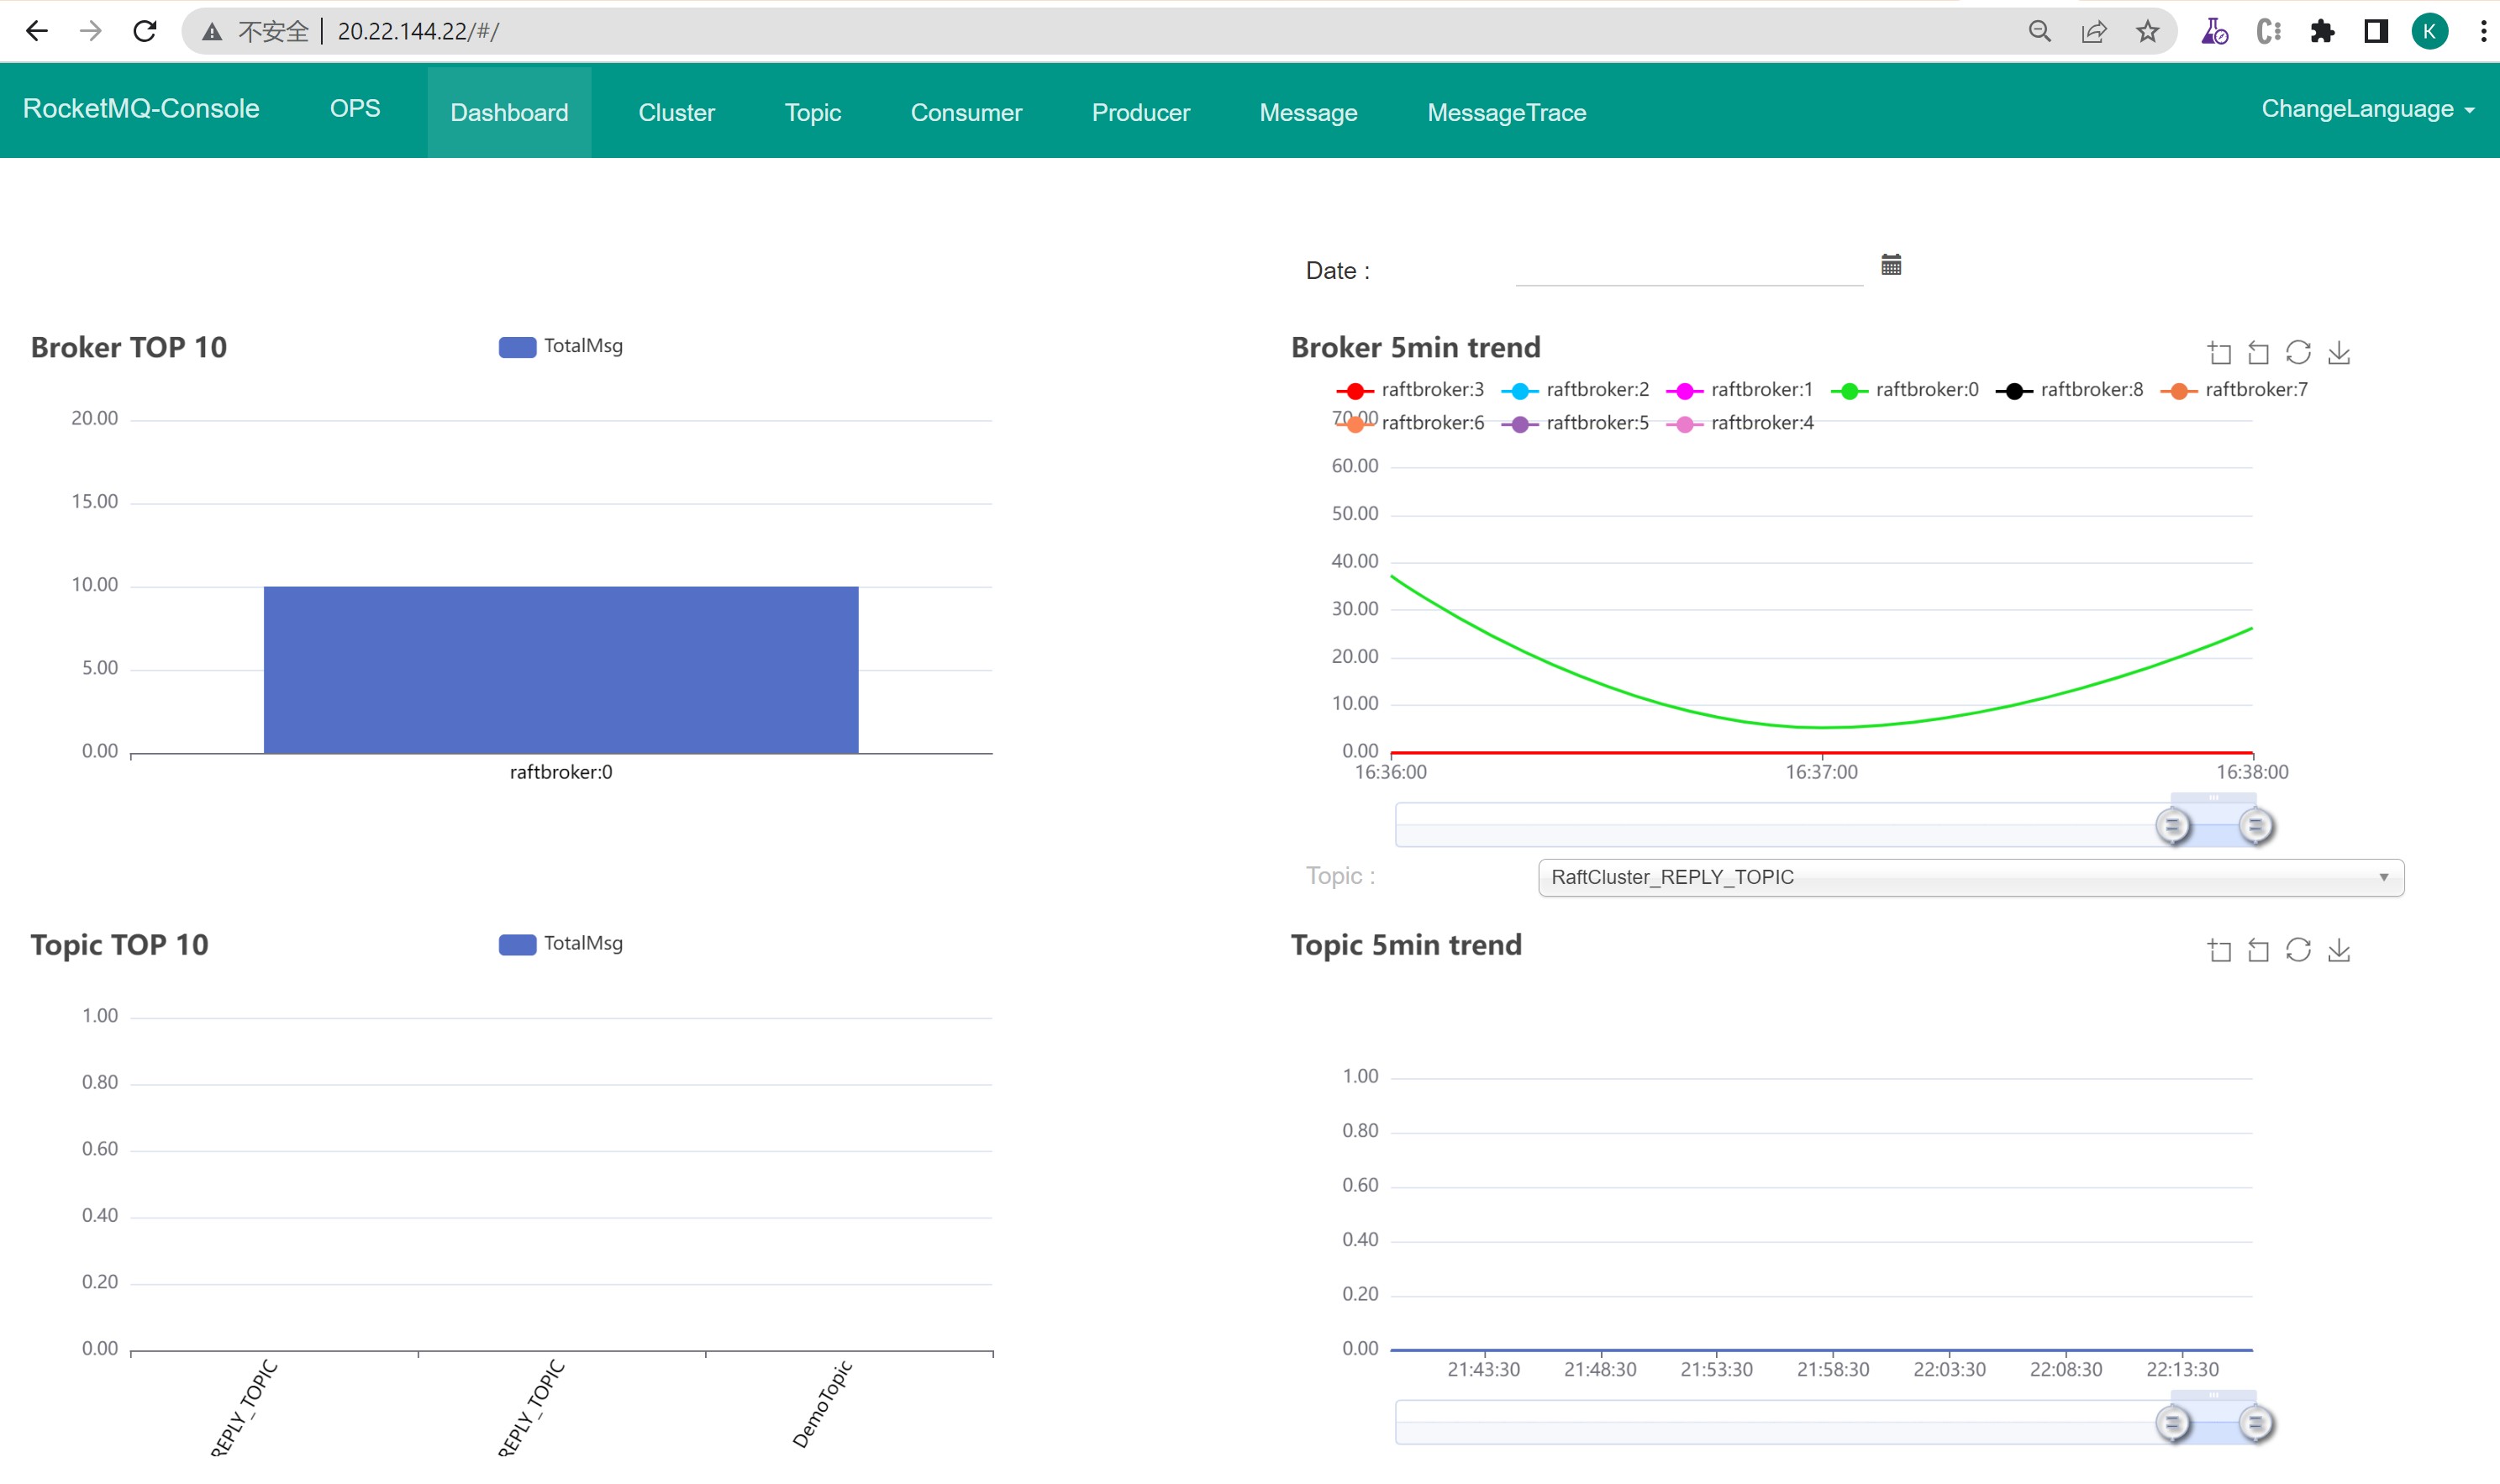 不安全 | 20.22.144.22/#/
K
RocketMQ-Console OPS Dashboard Cluster Topic Consumer Producer Message MessageTrace ChangeLanguage
Date :
Broker TOP 10
TotalMsg
20.00
15.00
10.00
5.00
0.00
raftbroker:0
Broker 5min trend
raftbroker:3 raftbroker:2 raftbroker:1 raftbroker:0 raftbroker:8 raftbroker:7
raftbroker:6 raftbroker:5 raftbroker:4
70.00
60.00
50.00
40.00
30.00
20.00
10.00
0.00
16:36:00 16:37:00 16:38:00
Topic : RaftCluster_REPLY_TOPIC
Topic TOP 10
TotalMsg
1.00
0.80
0.60
0.40
0.20
0.00
REPLY_TOPIC REPLY_TOPIC DemoTopic
Topic 5min trend
1.00
0.80
0.60
0.40
0.20
0.00
21:43:30 21:48:30 21:53:30 21:58:30 22:03:30 22:08:30 22:13:30